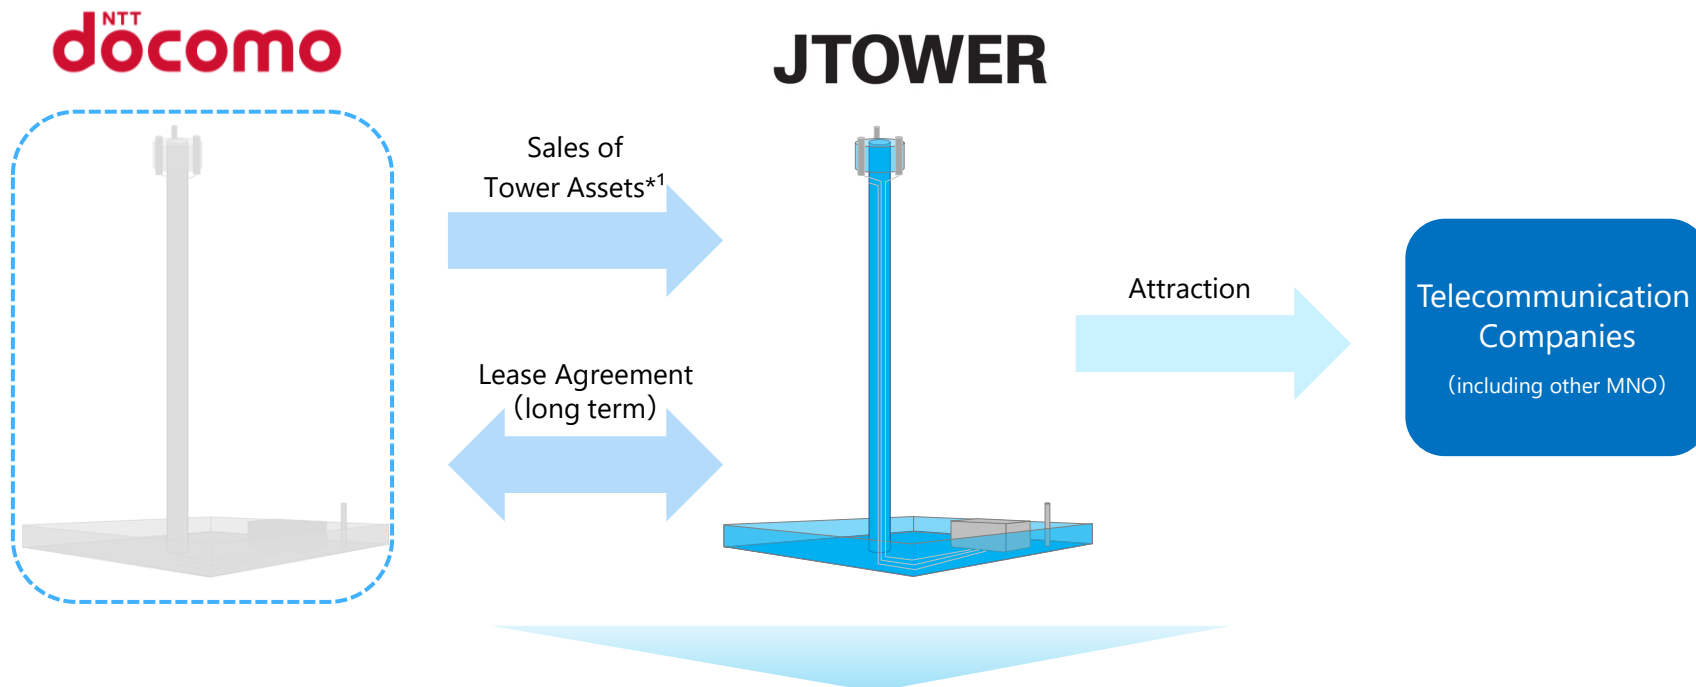 NTT
docomo
JTOWER
Sales of
Tower Assets*¹
Attraction
Telecommunication
Companies
（including other MNO）
Lease Agreement
（long term）